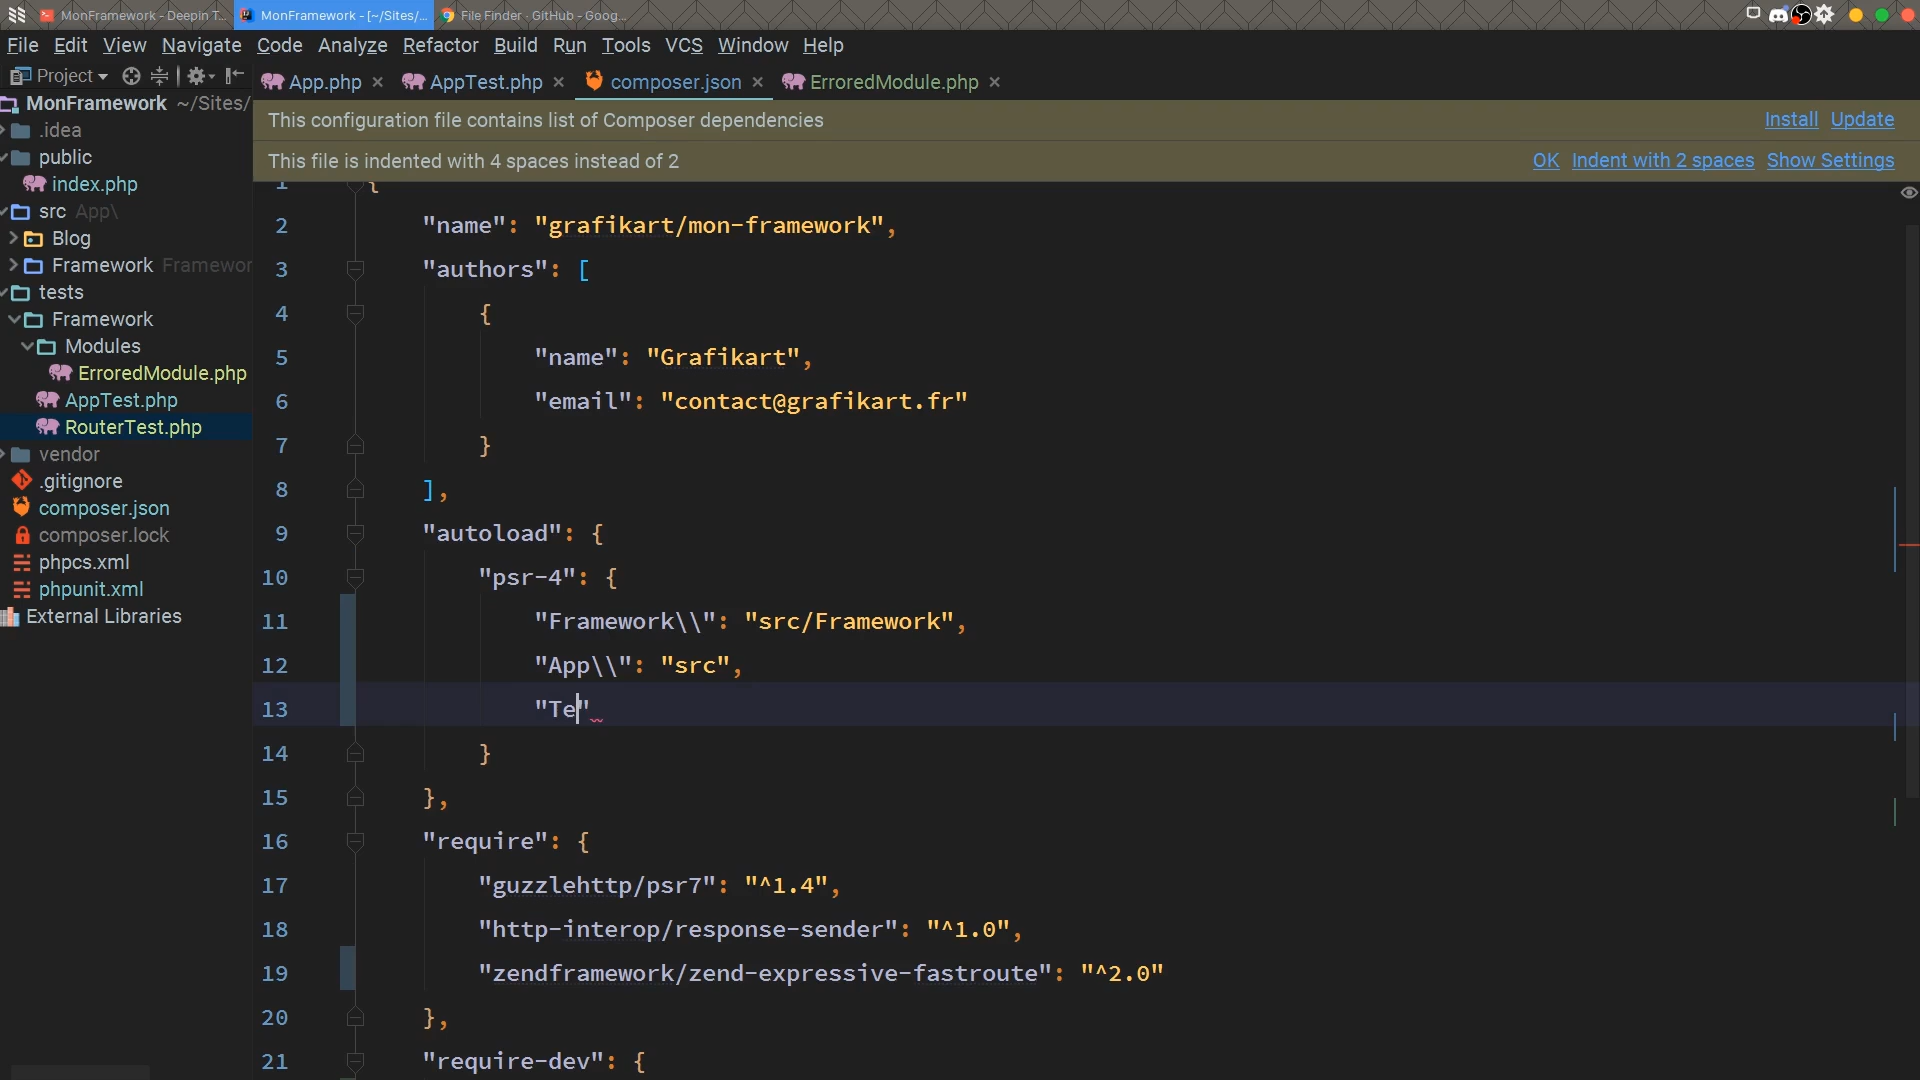 MonFramework - Deepin T...
MonFramework - [~/Sites/...
File Finder · GitHub - Goog...
File Edit View Navigate Code Analyze Refactor Build Run Tools VCS Window Help
Project
App.php
AppTest.php
composer.json
ErroredModule.php
MonFramework ~/Sites/
.idea
public
index.php
src App\
Blog
Framework Framewor
tests
Framework
Modules
ErroredModule.php
AppTest.php
RouterTest.php
vendor
.gitignore
composer.json
composer.lock
phpcs.xml
phpunit.xml
External Libraries
This configuration file contains list of Composer dependencies Install Update
This file is indented with 4 spaces instead of 2 OK Indent with 2 spaces Show Settings
1 {
2 "name": "grafikart/mon-framework",
3 "authors": [
4 {
5 "name": "Grafikart",
6 "email": "contact@grafikart.fr"
7 }
8 ],
9 "autoload": {
10 "psr-4": {
11 "Framework\\": "src/Framework",
12 "App\\": "src",
13 "Te"
14 }
15 },
16 "require": {
17 "guzzlehttp/psr7": "^1.4",
18 "http-interop/response-sender": "^1.0",
19 "zendframework/zend-expressive-fastroute": "^2.0"
20 },
21 "require-dev": {